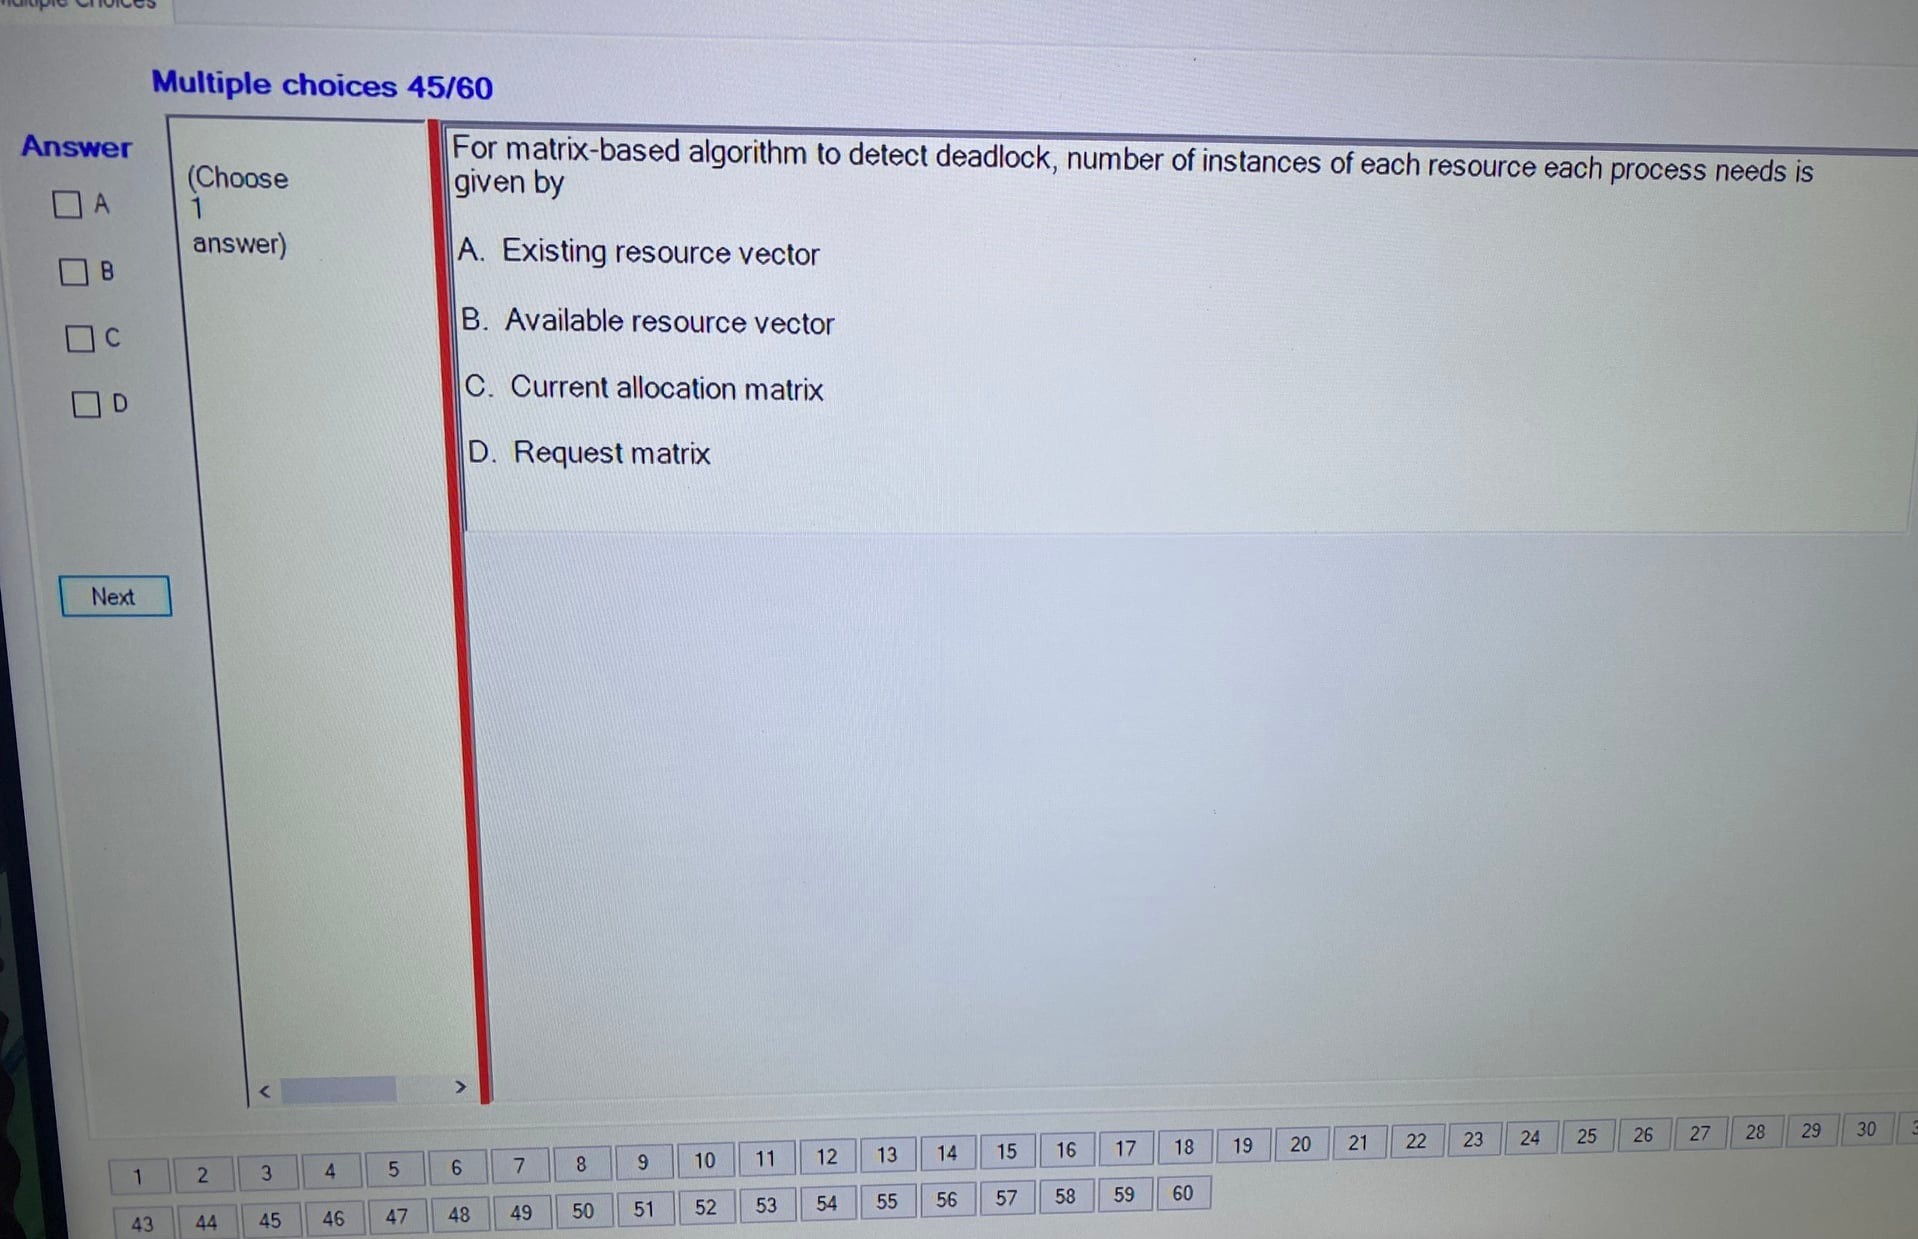 Multiple Choices
Multiple choices 45/60
Answer
A
B
C
D
Next
(Choose
1
answer)
For matrix-based algorithm to detect deadlock, number of instances of each resource each process needs is
given by
A. Existing resource vector
B. Available resource vector
C. Current allocation matrix
D. Request matrix
< >
1 2 3 4 5 6 7 8 9 10 11 12 13 14 15 16 17 18 19 20 21 22 23 24 25 26 27 28 29 30
43 44 45 46 47 48 49 50 51 52 53 54 55 56 57 58 59 60